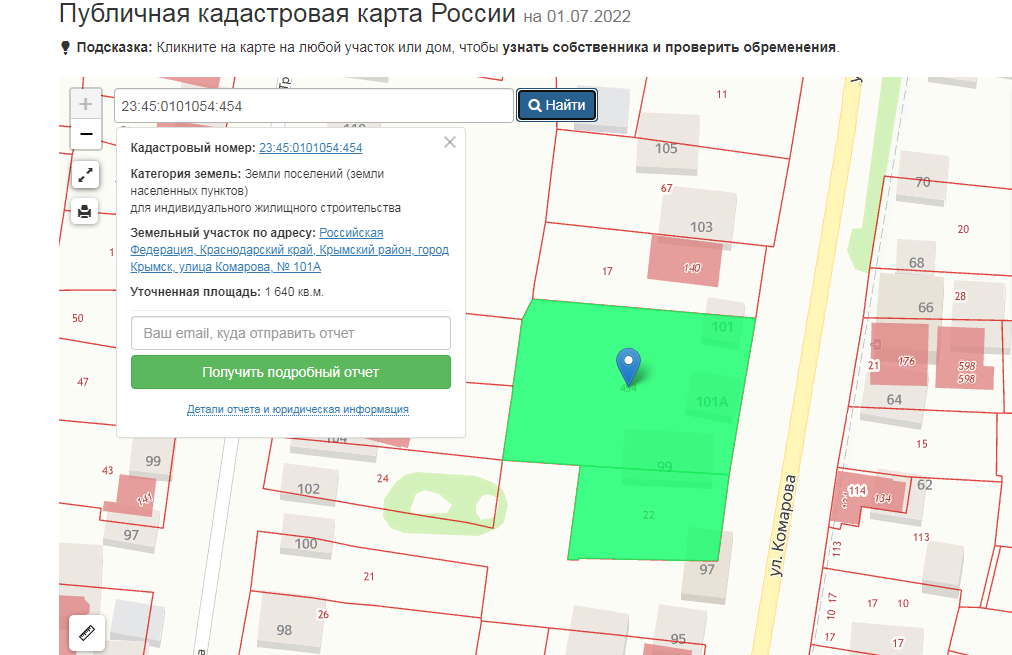 Публичная кадастровая карта России на 01.07.2022
Подсказка: Кликните на карте на любой участок или дом, чтобы узнать собственника и проверить обременения.
23:45:0101054:454
Найти
Кадастровый номер: 23:45:0101054:454
Категория земель: Земли поселений (земли
населенных пунктов)
для индивидуального жилищного строительства
Земельный участок по адресу: Российская
Федерация, Краснодарский край, Крымский район, город
Крымск, улица Комарова, № 101А
Уточненная площадь: 1 640 кв.м.
Ваш email, куда отправить отчет
Получить подробный отчет
Детали отчета и юридическая информация
11
105
67
103
17
140
101
101А
99
22
97
95
70
20
68
66
28
21
176
598
598
64
15
62
114
134
113
113
17
10
17
10
17
17
50
47
43
99
141
97
104
102
24
100
21
26
98
ул. Комарова